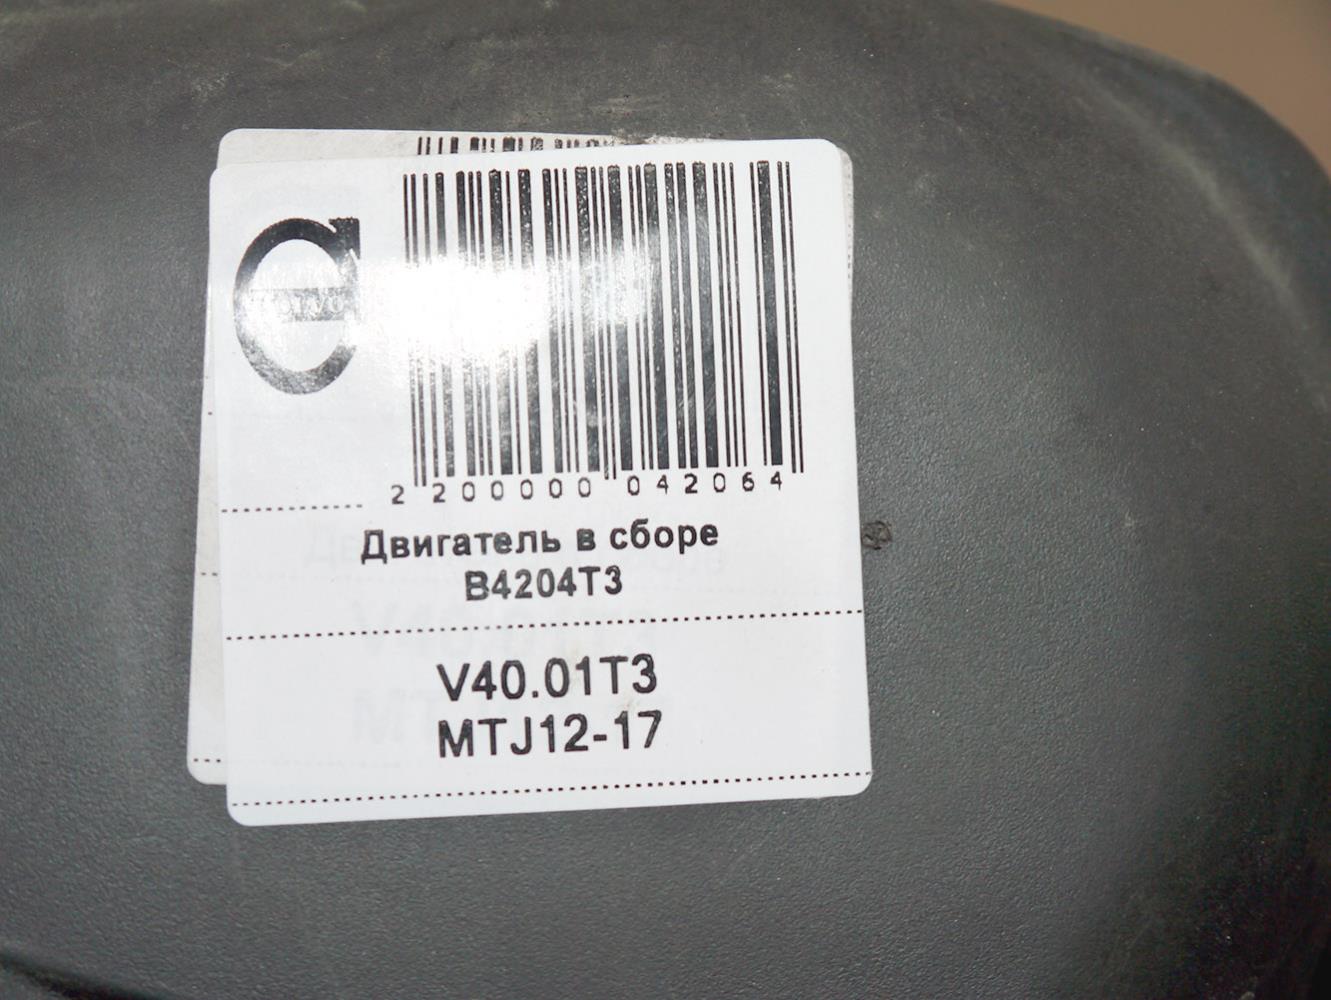 VOLVO
2 200000 042064
Двигатель в сборе
B4204T3
V40.01T3
MTJ12-17